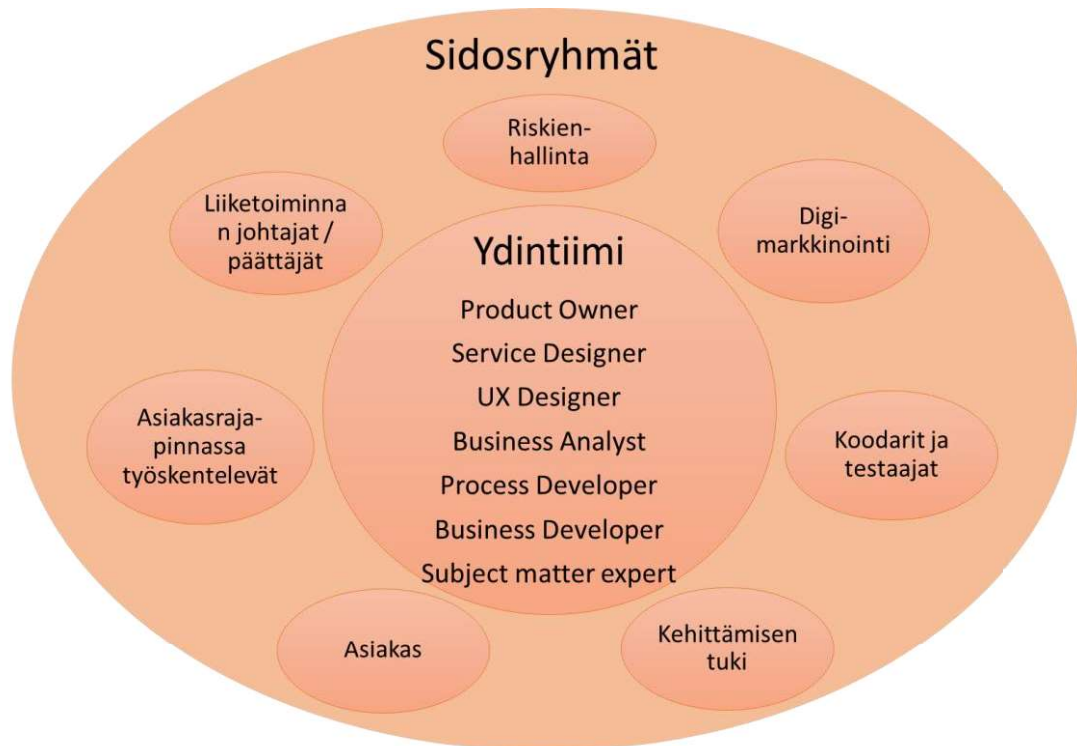 Sidosryhmät
Riskien-
hallinta
Liiketoiminna
n johtajat /
päättäjät
Digi-
markkinointi
Ydintiimi
Product Owner
Service Designer
UX Designer
Business Analyst
Process Developer
Business Developer
Subject matter expert
Asiakasraja-
pinnassa
työskentelevät
Koodarit ja
testaajat
Asiakas
Kehittämisen
tuki